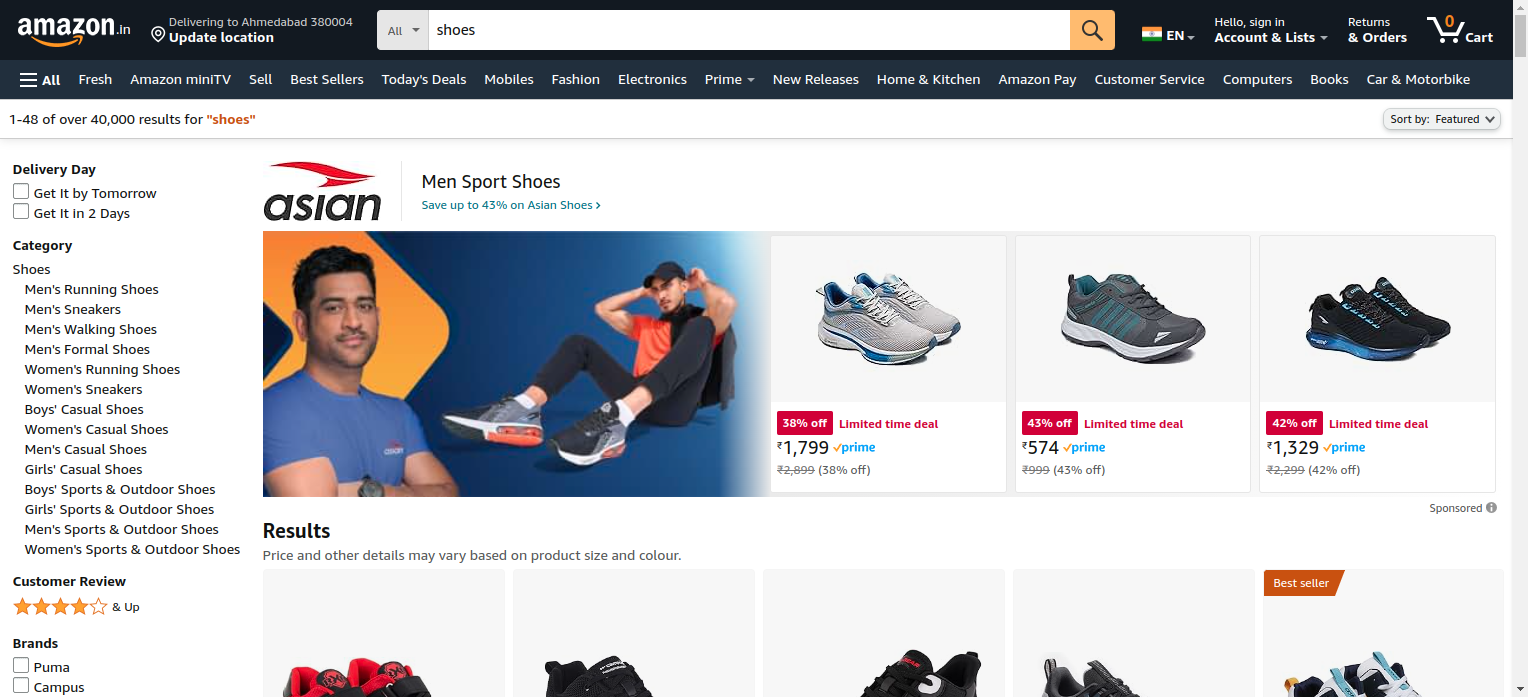 amazon.in
Delivering to Ahmedabad 380004
Update location
All
shoes
EN
Hello, sign in
Account & Lists
Returns
& Orders
0
Cart
All Fresh Amazon miniTV Sell Best Sellers Today's Deals Mobiles Fashion Electronics Prime New Releases Home & Kitchen Amazon Pay Customer Service Computers Books Car & Motorbike
1-48 of over 40,000 results for "shoes"
Sort by: Featured
Delivery Day
Get It by Tomorrow
Get It in 2 Days
Category
Shoes
Men's Running Shoes
Men's Sneakers
Men's Walking Shoes
Men's Formal Shoes
Women's Running Shoes
Women's Sneakers
Boys' Casual Shoes
Women's Casual Shoes
Men's Casual Shoes
Girls' Casual Shoes
Boys' Sports & Outdoor Shoes
Girls' Sports & Outdoor Shoes
Men's Sports & Outdoor Shoes
Women's Sports & Outdoor Shoes
Customer Review
& Up
Brands
Puma
Campus
asian
Men Sport Shoes
Save up to 43% on Asian Shoes ›
asian
38% off Limited time deal
₹1,799 prime
₹2,899 (38% off)
43% off Limited time deal
₹574 prime
₹999 (43% off)
42% off Limited time deal
₹1,329 prime
₹2,299 (42% off)
Sponsored
Results
Price and other details may vary based on product size and colour.
Best seller